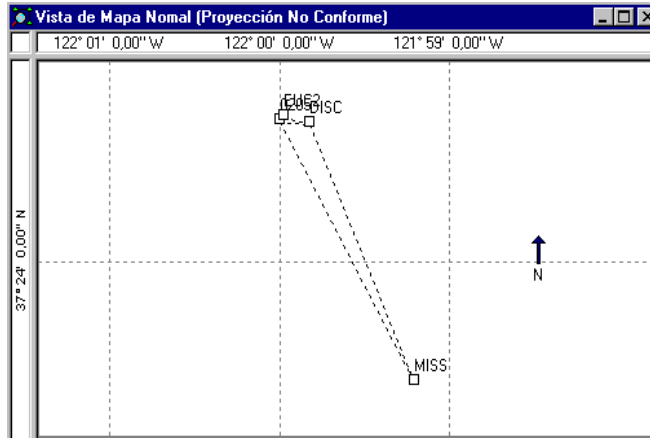 Vista de Mapa Nomal (Proyección No Conforme)
122° 01' 0,00" W 122° 00' 0,00" W 121° 59' 0,00" W
37° 24' 0,00" N
DISC
N
MISS